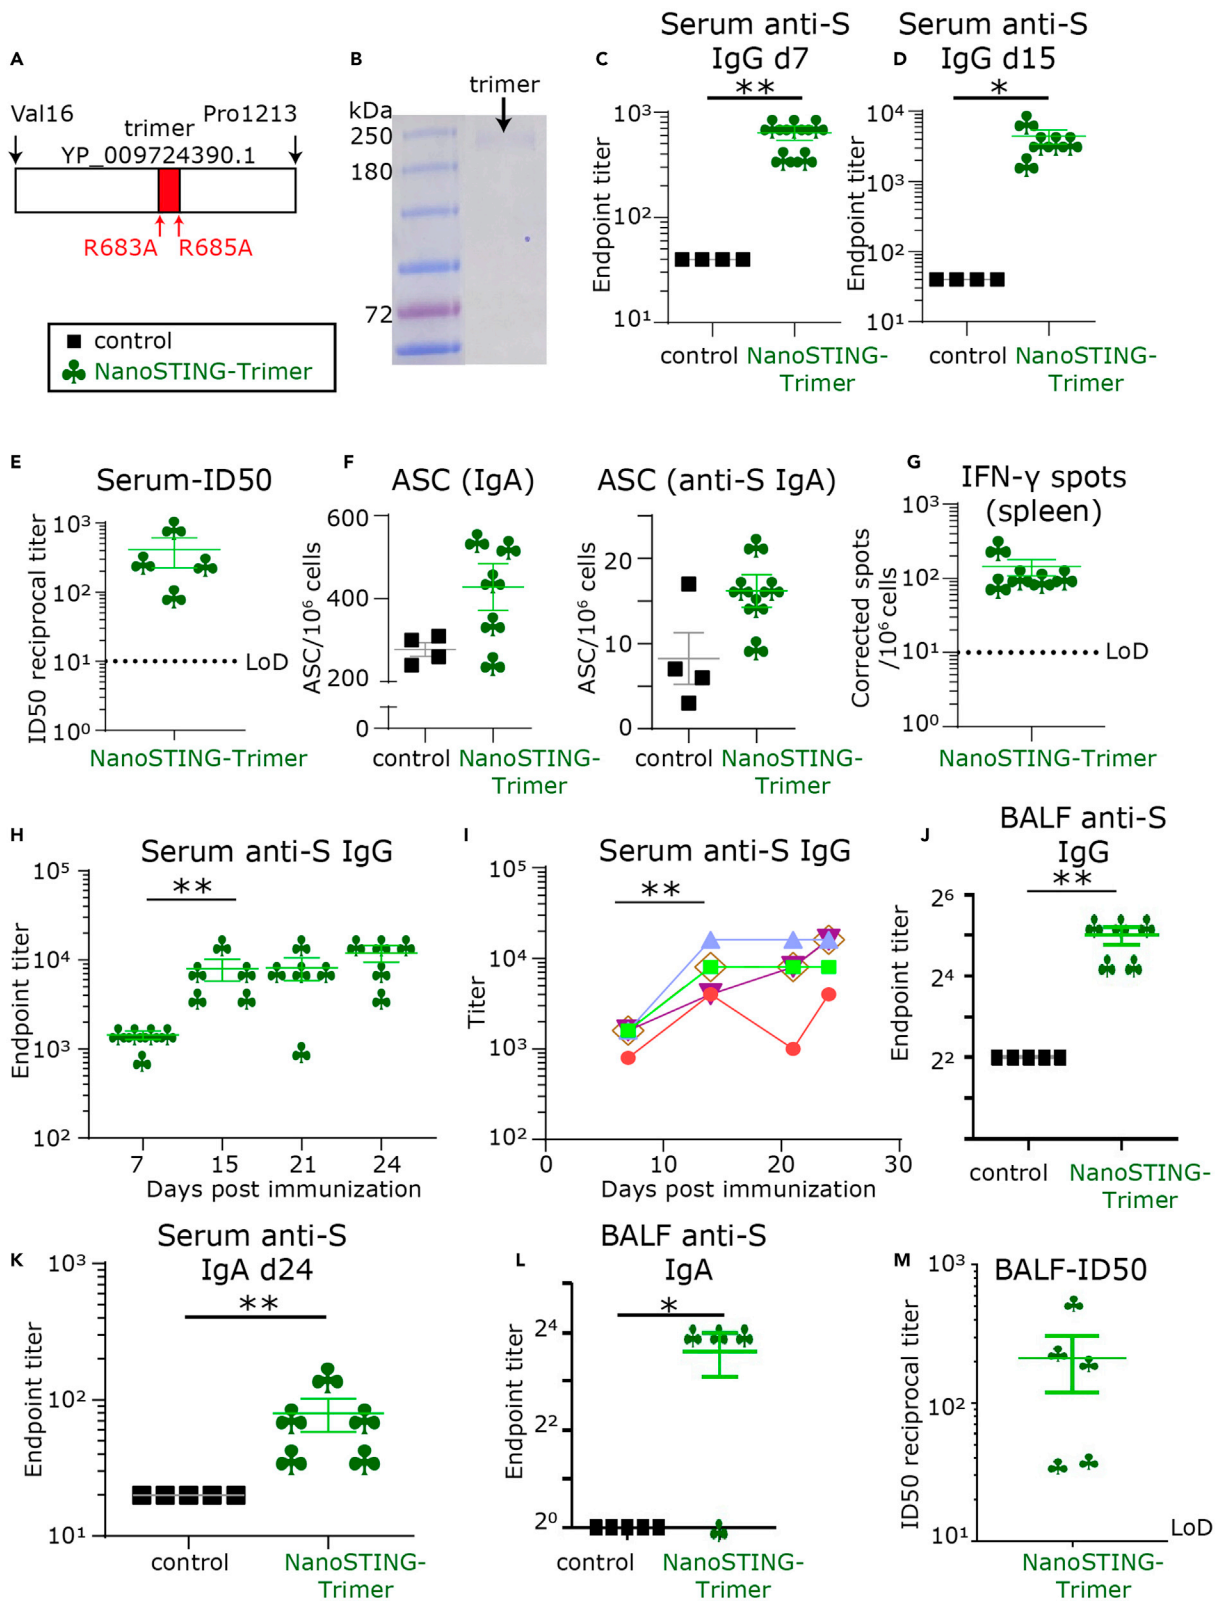 A
Val16
Pro1213
trimer
YP_009724390.1
R683A
R685A
control
NanoSTING-Trimer
B
trimer
kDa
250
180
72
C
Serum anti-S
IgG d7
**
Endpoint titer
10³
10²
10¹
control
NanoSTING-
Trimer
D
Serum anti-S
IgG d15
*
Endpoint titer
10⁴
10³
10²
10¹
control
NanoSTING-
Trimer
E
Serum-ID50
ID50 reciprocal titer
10³
10²
10¹
10⁰
LoD
NanoSTING-Trimer
F
ASC (IgA)
ASC/10⁶ cells
600
400
200
0
control
NanoSTING-
Trimer
ASC (anti-S IgA)
ASC/10⁶ cells
20
10
0
control
NanoSTING-
Trimer
G
IFN-γ spots
(spleen)
Corrected spots
/10⁶ cells
10³
10²
10¹
10⁰
LoD
NanoSTING-Trimer
H
Serum anti-S IgG
**
Endpoint titer
10⁵
10⁴
10³
10²
7
15
21
24
Days post immunization
I
Serum anti-S IgG
**
Titer
10⁵
10⁴
10³
10²
0
10
20
30
Days post immunization
J
BALF anti-S
IgG
**
Endpoint titer
2⁶
2⁴
2²
control
NanoSTING-
Trimer
K
Serum anti-S
IgA d24
**
Endpoint titer
10³
10²
10¹
control
NanoSTING-
Trimer
L
BALF anti-S
IgA
*
Endpoint titer
2⁴
2²
2⁰
control
NanoSTING-
Trimer
M
BALF-ID50
ID50 reciprocal titer
10³
10²
10¹
LoD
NanoSTING-
Trimer